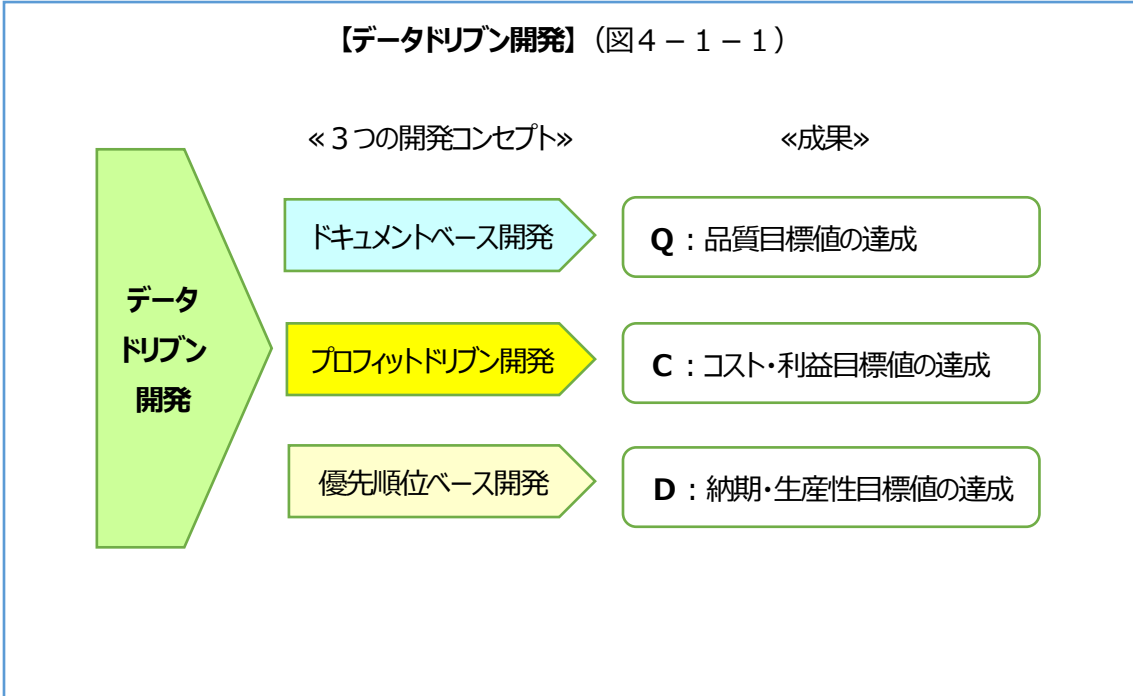 【データドリブン開発】（図４－１－１）
≪３つの開発コンセプト≫
≪成果≫
データ
ドリブン
開発
ドキュメントベース開発
Q：品質目標値の達成
プロフィットドリブン開発
C：コスト・利益目標値の達成
優先順位ベース開発
D：納期・生産性目標値の達成